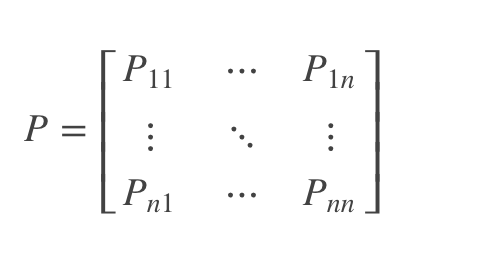 P = [ P₁₁ ⋯ P₁ₙ
⋮ ⋱ ⋮
Pₙ₁ ⋯ Pₙₙ ]